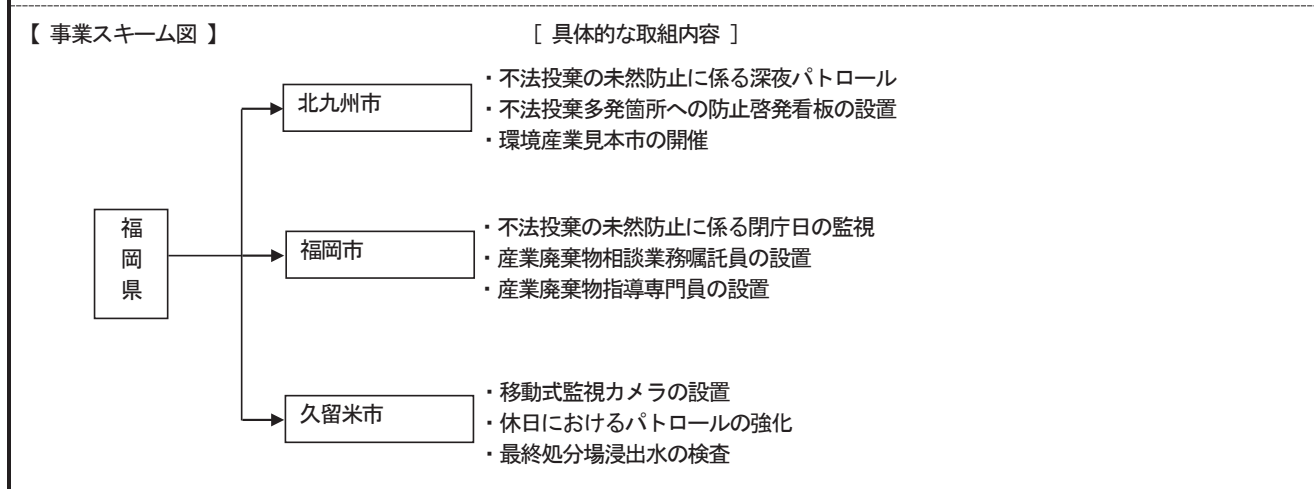 【 事業スキーム図 】
[ 具体的な取組内容 ]
北九州市
・不法投棄の未然防止に係る深夜パトロール
・不法投棄多発箇所への防止啓発看板の設置
・環境産業見本市の開催
福岡県
福岡市
・不法投棄の未然防止に係る閉庁日の監視
・産業廃棄物相談業務嘱託員の設置
・産業廃棄物指導専門員の設置
久留米市
・移動式監視カメラの設置
・休日におけるパトロールの強化
・最終処分場浸出水の検査